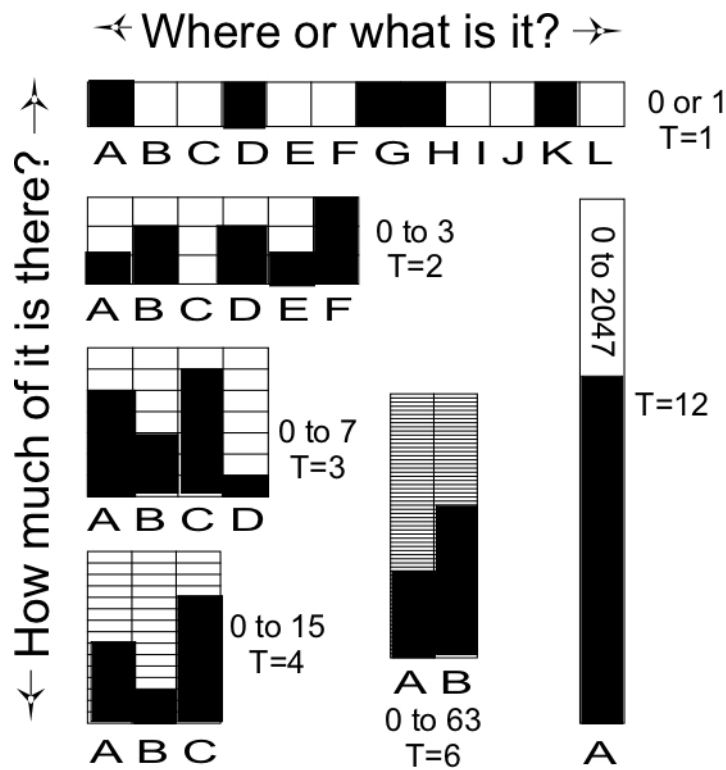 Where or what is it?
How much of it is there?
0 or 1
T=1
A B C D E F G H I J K L
0 to 3
T=2
A B C D E F
0 to 2047
T=12
A
0 to 7
T=3
A B C D
0 to 15
T=4
A B C
A B
0 to 63
T=6